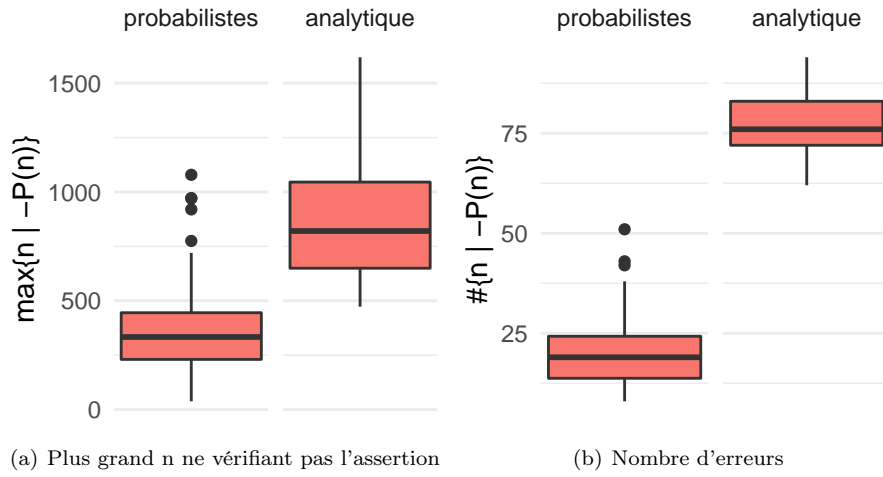 probabilistes analytique
max{n | −P(n)}
1500
1000
500
0
(a) Plus grand n ne vérifiant pas l'assertion
probabilistes analytique
#{n | −P(n)}
75
50
25
(b) Nombre d'erreurs